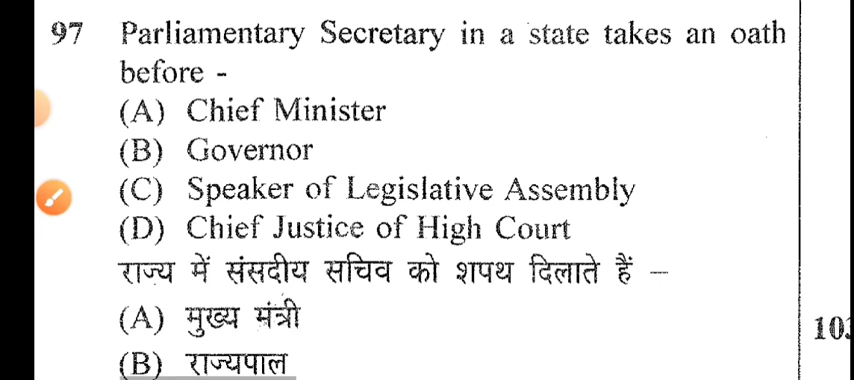 97 Parliamentary Secretary in a state takes an oath
before -
(A) Chief Minister
(B) Governor
(C) Speaker of Legislative Assembly
(D) Chief Justice of High Court
राज्य में संसदीय सचिव को शपथ दिलाते हैं –
(A) मुख्य मंत्री
(B) राज्यपाल